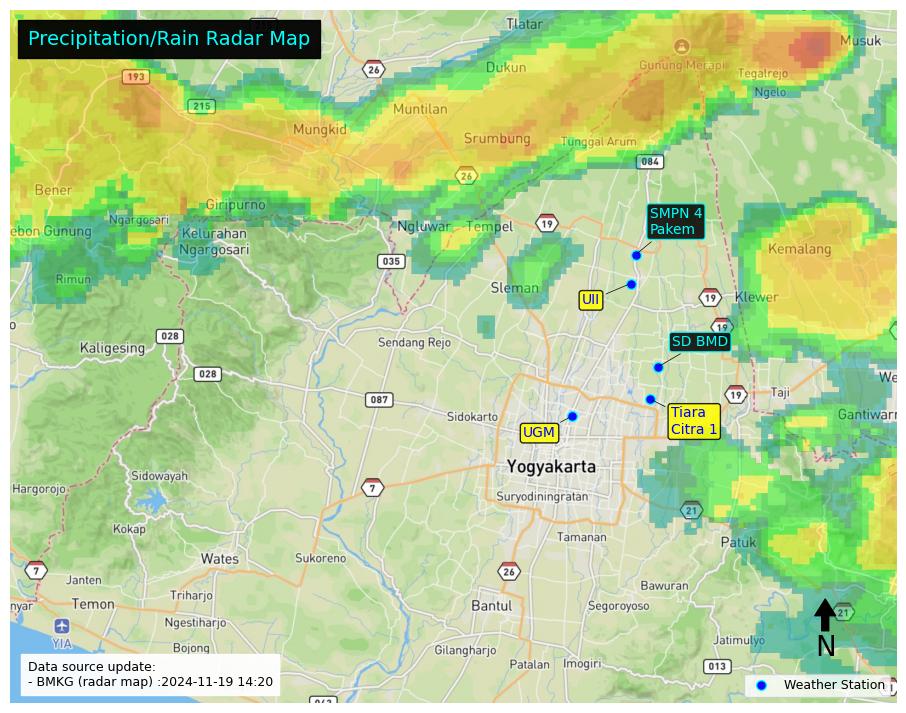 Precipitation/Rain Radar Map
Tlatar
Musuk
26
Dukun
Gunung Merapi
Tegalrejo
193
Ngelo
215
Muntilan
Mungkid
Srumbung
Tunggal Arum
084
26
Bener
Giripurno
SMPN 4
Pakem
Ngargosari
Ngluwar
Tempel
19
ebon Gunung
Kelurahan
Ngargosari
Kemalang
035
Rimun
Sleman
UII
19
Klewer
19
028
Sendang Rejo
SD BMD
Kaligesing
028
We
087
19
Taji
Sidokarto
Tiara
Citra 1
Gantiwarn
UGM
Yogyakarta
Sidowayah
Hargorojo
7
Suryodiningratan
21
Kokap
Tamanan
Patuk
Wates
Sukoreno
7
26
Janten
Bawuran
Triharjo
nyar
Temon
Bantul
Segoroyoso
21
Ngestiharjo
YIA
Bojong
Gilangharjo
Jatimulyo
N
Patalan
Imogiri
013
Data source update:
- BMKG (radar map) :2024-11-19 14:20
Weather Station